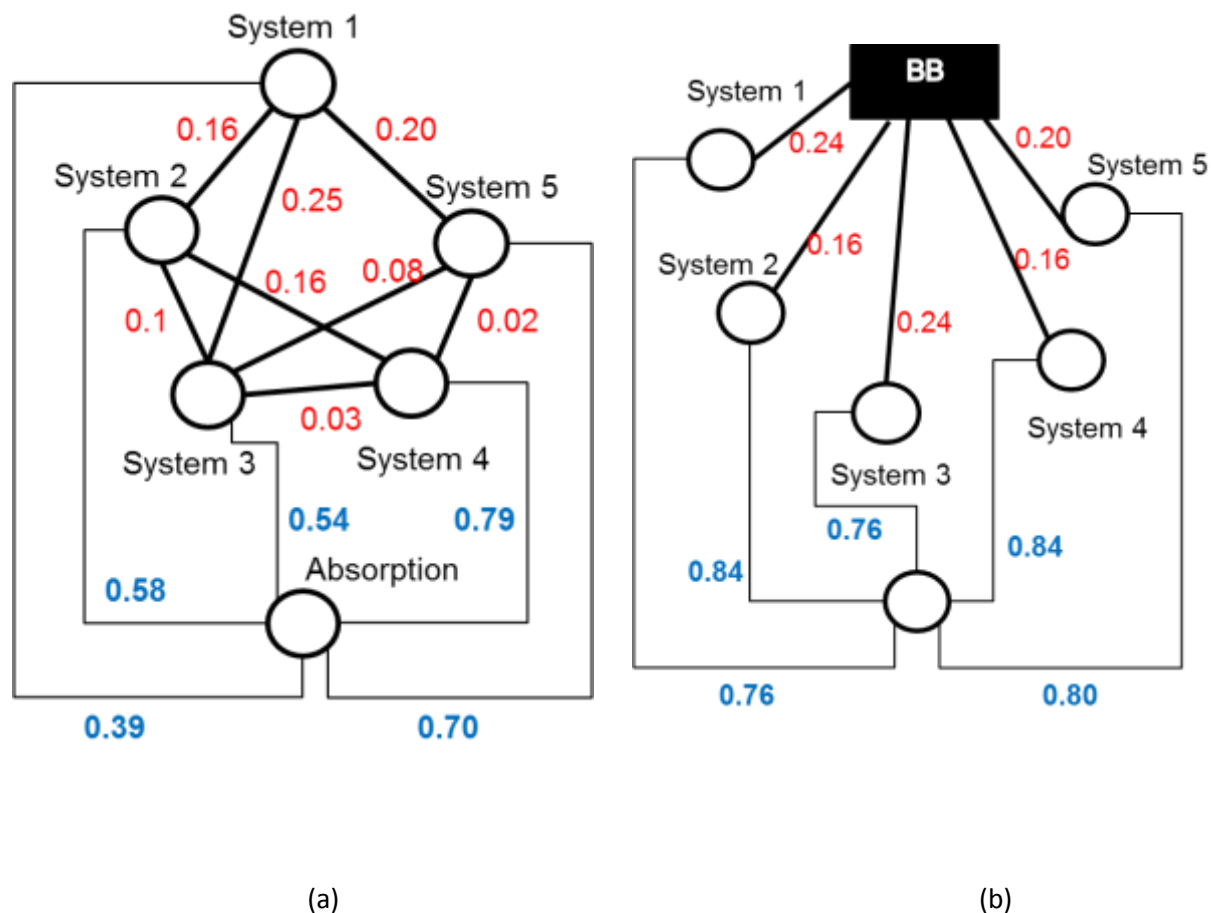 System 1
0.16
0.20
System 2
System 5
0.25
0.16
0.08
0.1
0.02
0.03
System 3
System 4
0.54
0.79
Absorption
0.58
0.39
0.70
(a)
BB
System 1
0.24
0.20
System 5
0.16
System 2
0.16
0.24
System 4
System 3
0.76
0.84
0.84
0.76
0.80
(b)